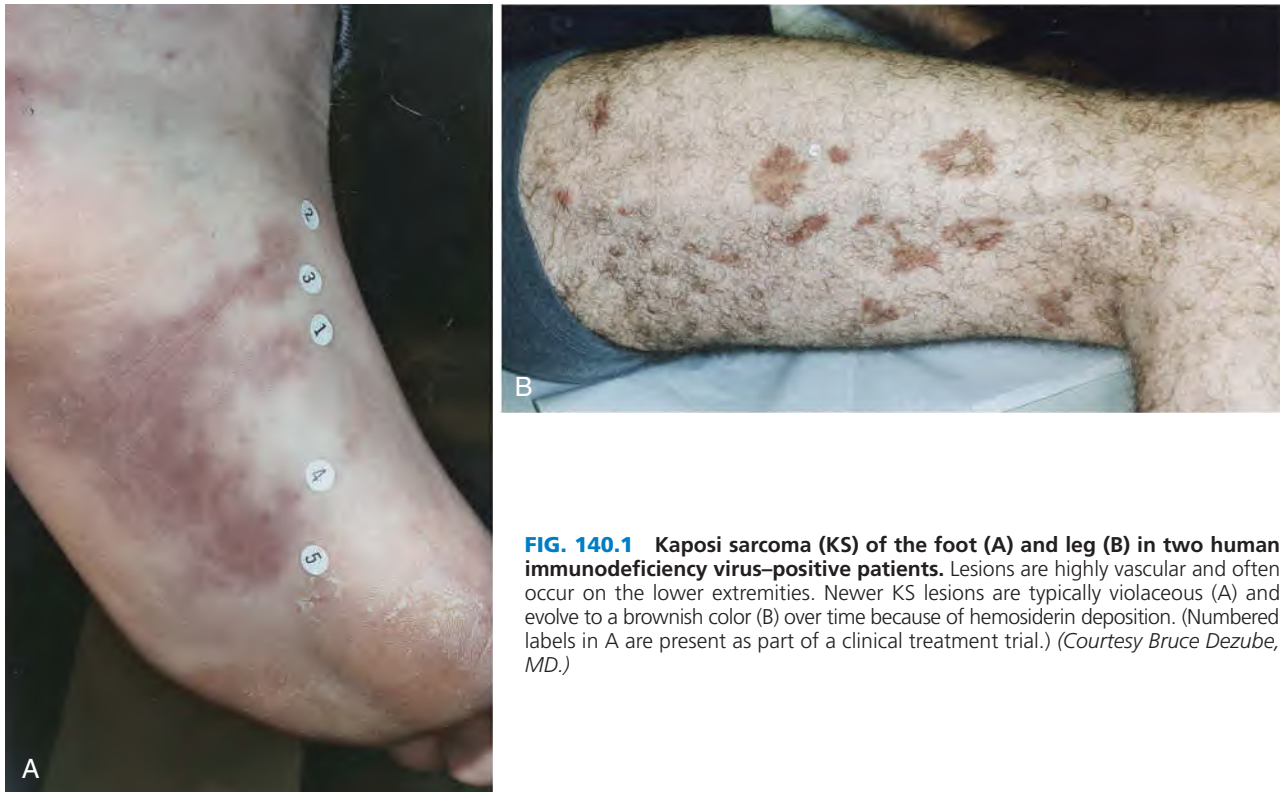 2
3
1
4
5
A
B
FIG. 140.1 Kaposi sarcoma (KS) of the foot (A) and leg (B) in two human
immunodeficiency virus–positive patients. Lesions are highly vascular and often
occur on the lower extremities. Newer KS lesions are typically violaceous (A) and
evolve to a brownish color (B) over time because of hemosiderin deposition. (Numbered
labels in A are present as part of a clinical treatment trial.) (Courtesy Bruce Dezube,
MD.)